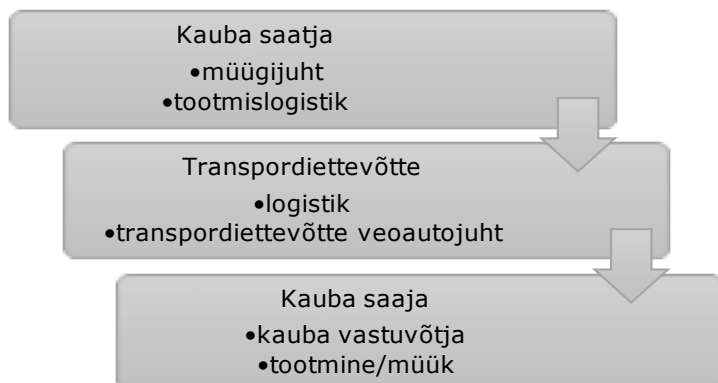 Kauba saatja
•müügijuht
•tootmislogistik
Transpordiettevõtte
•logistik
•transpordiettevõtte veoautojuht
Kauba saaja
•kauba vastuvõtja
•tootmine/müük